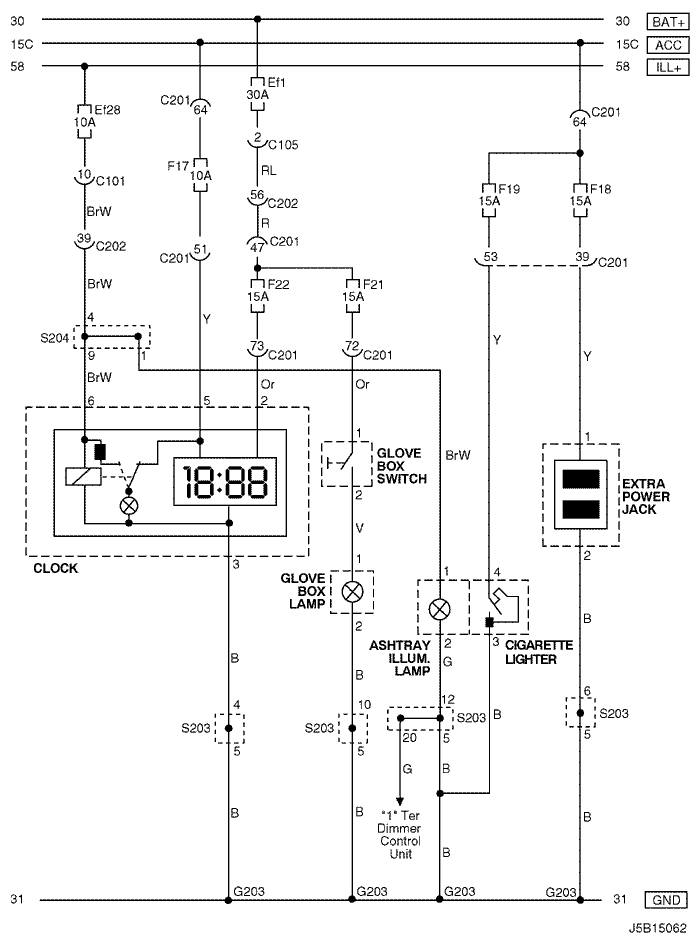 30
30
BAT+
15C
15C
ACC
58
58
ILL+
Ef1
30A
C201
64
Ef28
10A
C201
64
2
C105
F17
10A
RL
10
C101
56
C202
F19
15A
F18
15A
BrW
R
39
C202
51
C201
47
C201
53
39
C201
BrW
F22
15A
F21
15A
4
Y
S204
Y
73
C201
72
C201
Y
9
1
BrW
Or
Or
6
5
2
1
BrW
1
GLOVE
BOX
SWITCH
18:88
EXTRA
POWER
JACK
2
V
2
3
CLOCK
1
1
4
GLOVE
BOX
LAMP
2
B
2
3
ASHTRAY
ILLUM.
LAMP
CIGARETTE
LIGHTER
B
G
B
6
4
10
12
S203
B
S203
S203
S203
5
5
20
5
5
G
B
B
B
"1" Ter
Dimmer
Control
Unit
B
B
31
G203
G203
G203
G203
31
GND
J5B15062